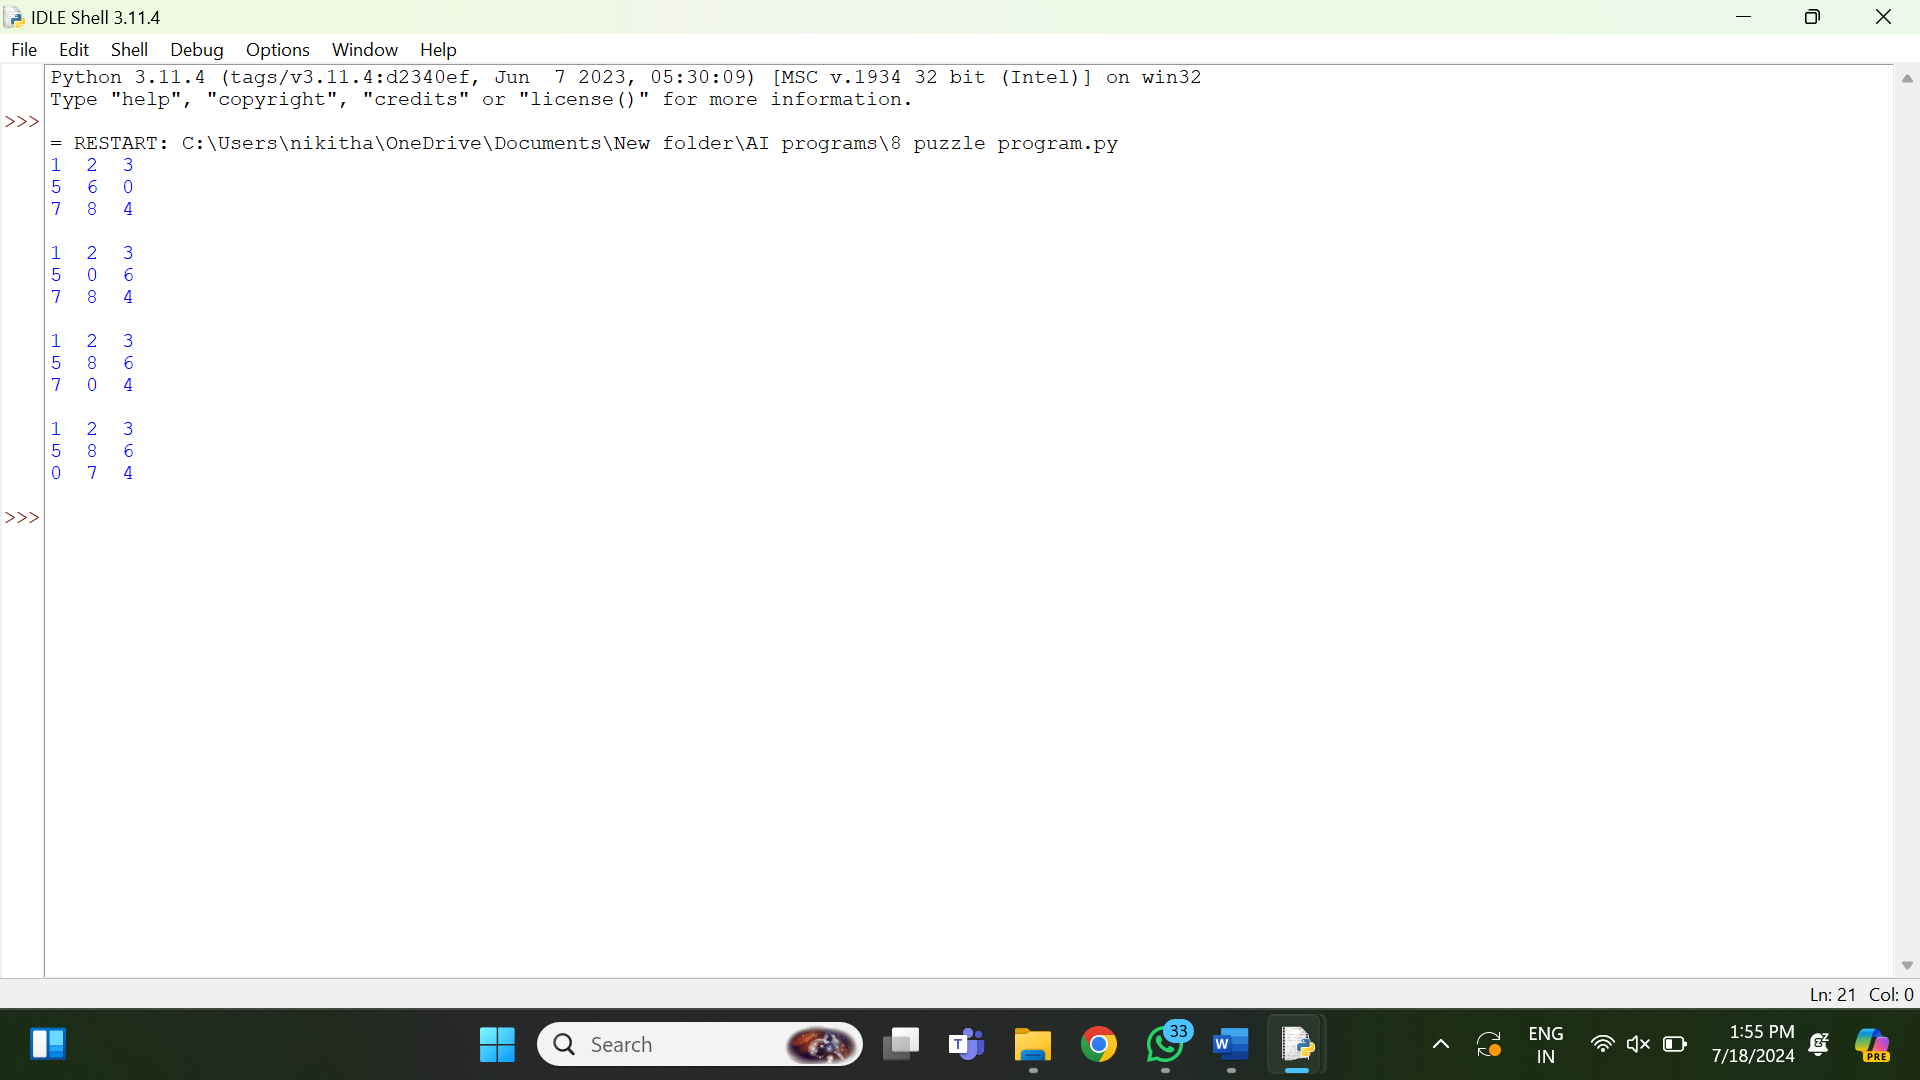 IDLE Shell 3.11.4
File Edit Shell Debug Options Window Help
Python 3.11.4 (tags/v3.11.4:d2340ef, Jun  7 2023, 05:30:09) [MSC v.1934 32 bit (Intel)] on win32
Type "help", "copyright", "credits" or "license()" for more information.
>>>
= RESTART: C:\Users\nikitha\OneDrive\Documents\New folder\AI programs\8 puzzle program.py
1 2 3
5 6 0
7 8 4
1 2 3
5 0 6
7 8 4
1 2 3
5 8 6
7 0 4
1 2 3
5 8 6
0 7 4
>>>
Ln: 21 Col: 0
Search
T
33
W
ENG
IN
1:55 PM
7/18/2024
PRE